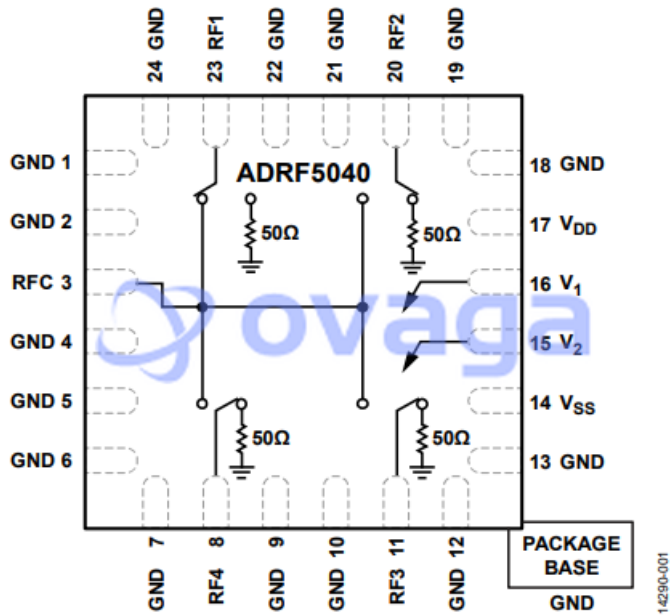 24 GND
23 RF1
22 GND
21 GND
20 RF2
19 GND
ADRF5040
GND 1
18 GND
GND 2
17 VDD
50Ω
50Ω
RFC 3
16 V1
ovaga
GND 4
15 V2
GND 5
14 VSS
50Ω
50Ω
GND 6
13 GND
GND 7
RF4 8
GND 9
GND 10
RF3 11
GND 12
PACKAGE
BASE
GND
14290-001